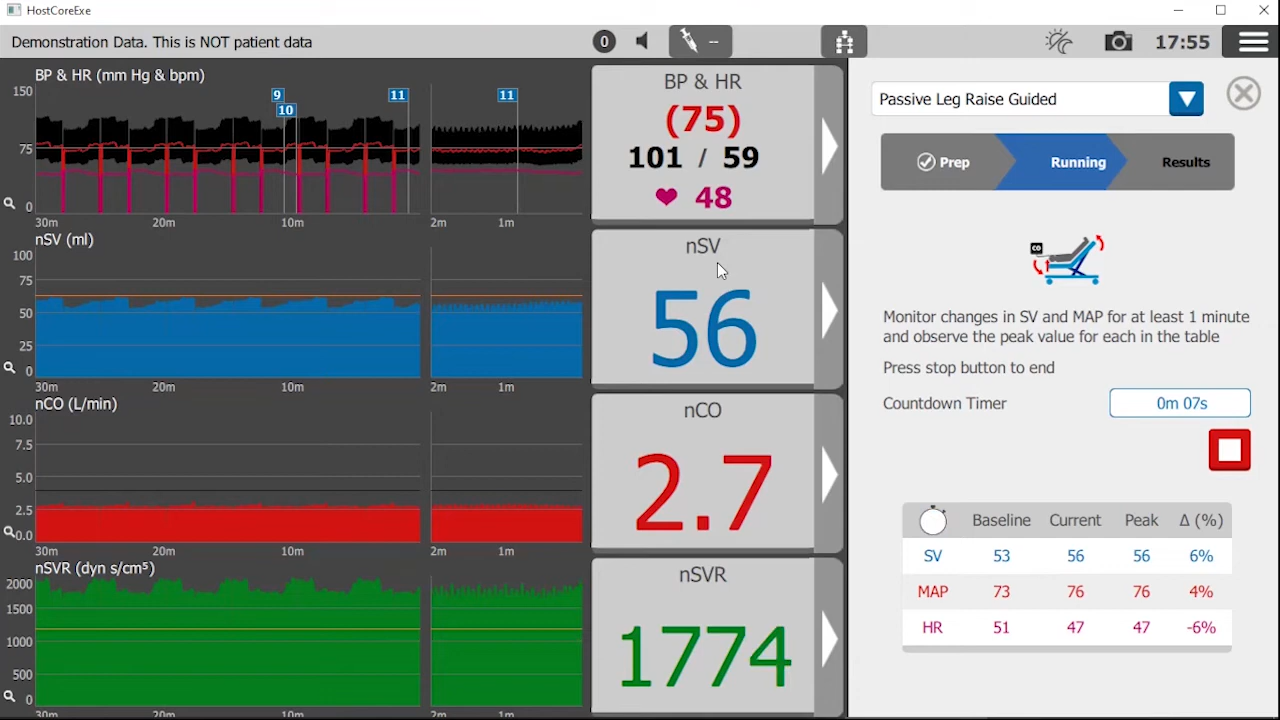 HostCoreExe
Demonstration Data. This is NOT patient data
0
--
17:55
BP & HR (mm Hg & bpm)
150
75
0
9
10
11
11
30m
20m
10m
2m
1m
nSV (ml)
100
75
50
25
0
30m
20m
10m
2m
1m
nCO (L/min)
10.0
7.5
5.0
2.5
0.0
30m
20m
10m
2m
1m
nSVR (dyn s/cm⁵)
2000
1500
1000
500
0
30m
20m
10m
2m
1m
BP & HR
(75)
101 / 59
48
nSV
56
nCO
2.7
nSVR
1774
Passive Leg Raise Guided
Prep
Running
Results
CO
Monitor changes in SV and MAP for at least 1 minute
and observe the peak value for each in the table
Press stop button to end
Countdown Timer
0m 07s
Baseline Current Peak Δ (%)
SV 53 56 56 6%
MAP 73 76 76 4%
HR 51 47 47 -6%